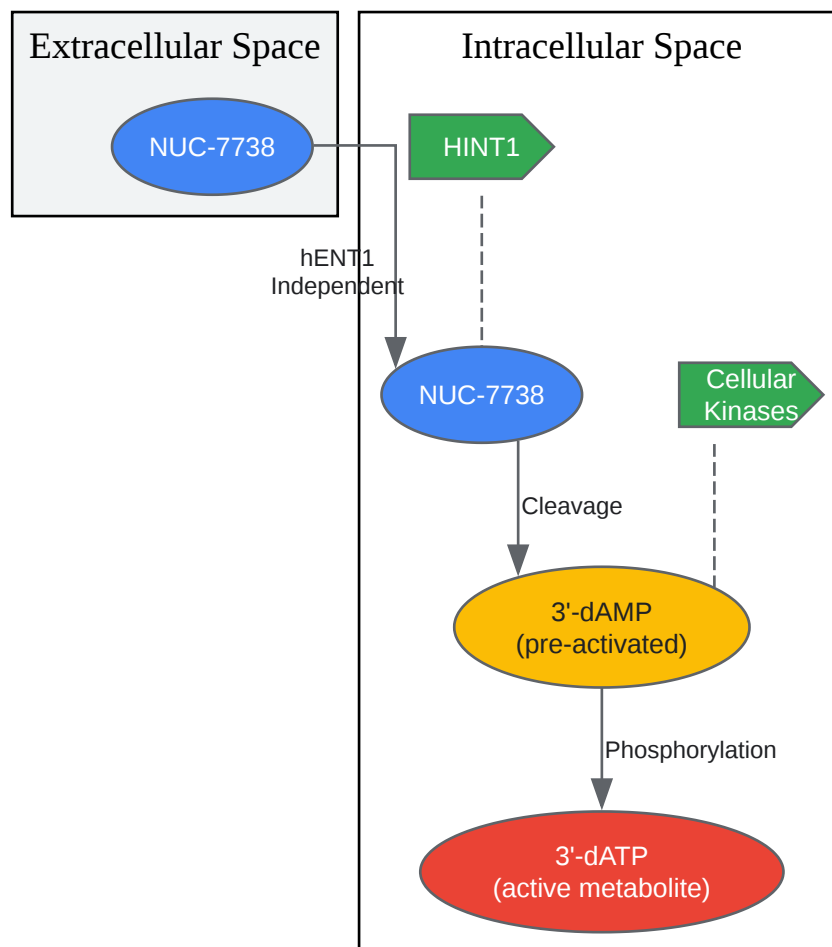 Extracellular Space
Intracellular Space
NUC-7738
HINT1
hENT1
Independent
NUC-7738
Cellular
Kinases
Cleavage
3'-dAMP
(pre-activated)
Phosphorylation
3'-dATP
(active metabolite)